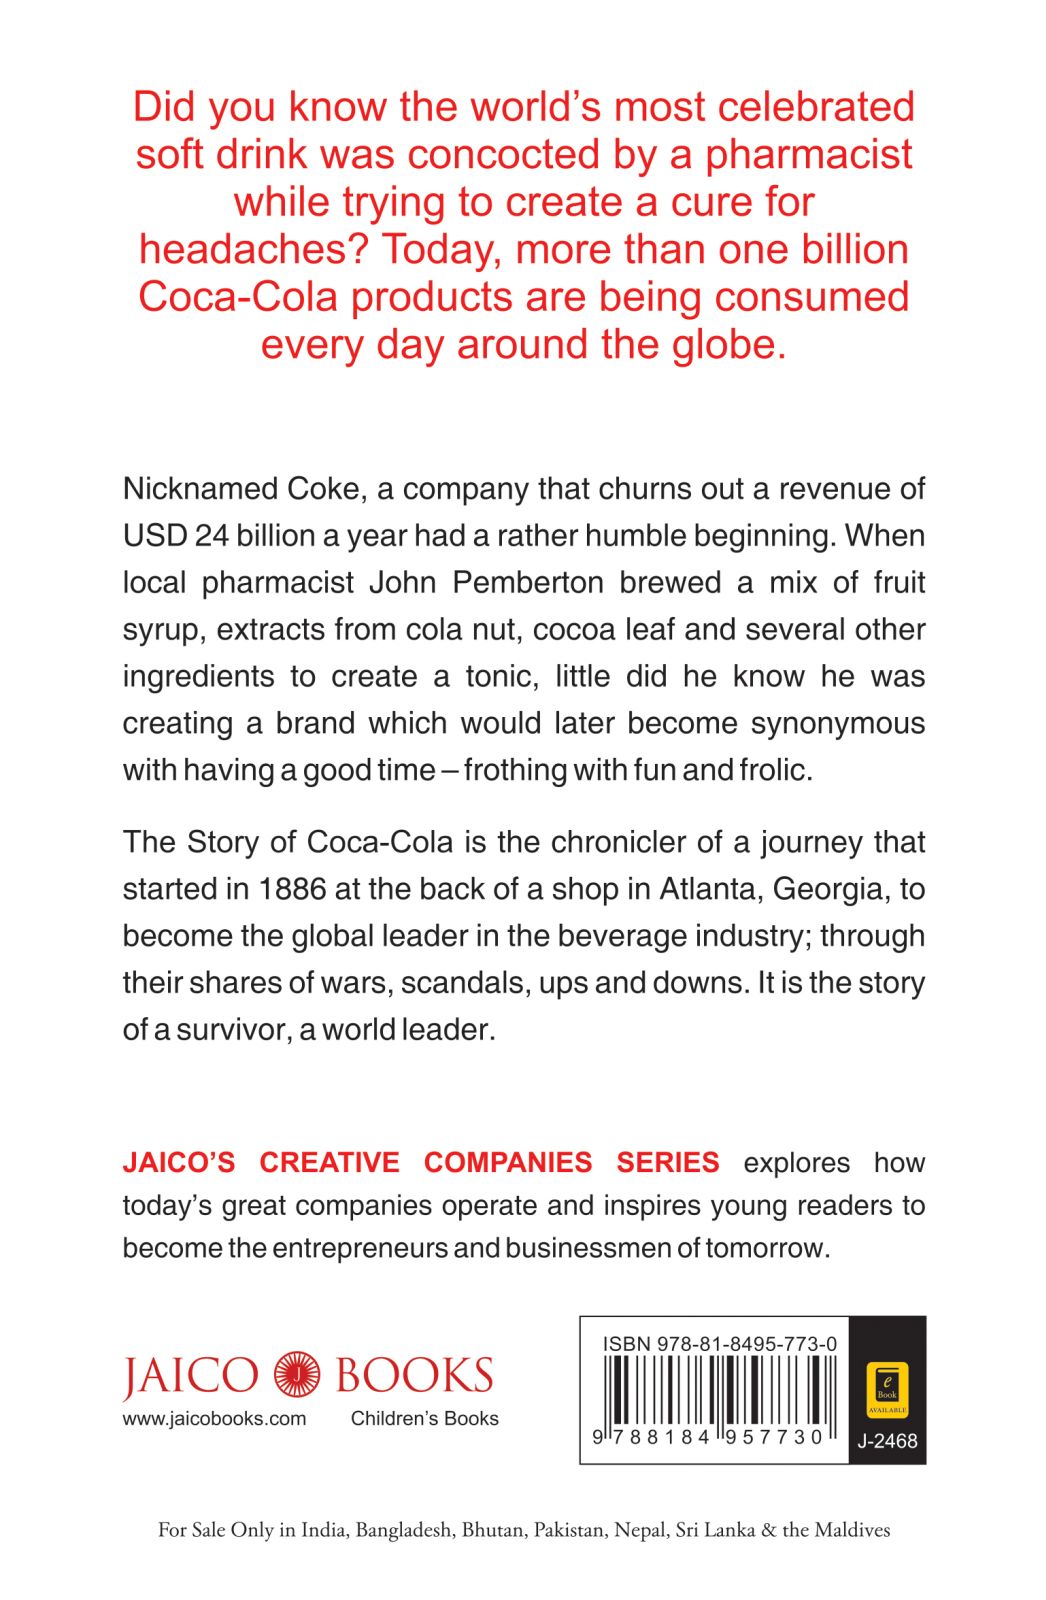 Did you know the world’s most celebrated
soft drink was concocted by a pharmacist
while trying to create a cure for
headaches? Today, more than one billion
Coca-Cola products are being consumed
every day around the globe.
Nicknamed Coke, a company that churns out a revenue of
USD 24 billion a year had a rather humble beginning. When
local pharmacist John Pemberton brewed a mix of fruit
syrup, extracts from cola nut, cocoa leaf and several other
ingredients to create a tonic, little did he know he was
creating a brand which would later become synonymous
with having a good time – frothing with fun and frolic.
The Story of Coca-Cola is the chronicler of a journey that
started in 1886 at the back of a shop in Atlanta, Georgia, to
become the global leader in the beverage industry; through
their shares of wars, scandals, ups and downs. It is the story
of a survivor, a world leader.
JAICO’S CREATIVE COMPANIES SERIES explores how
today’s great companies operate and inspires young readers to
become the entrepreneurs and businessmen of tomorrow.
JAICO J BOOKS
www.jaicobooks.com Children’s Books
ISBN 978-81-8495-773-0
9 788184 957730
e
Book
AVAILABLE
J-2468
For Sale Only in India, Bangladesh, Bhutan, Pakistan, Nepal, Sri Lanka & the Maldives